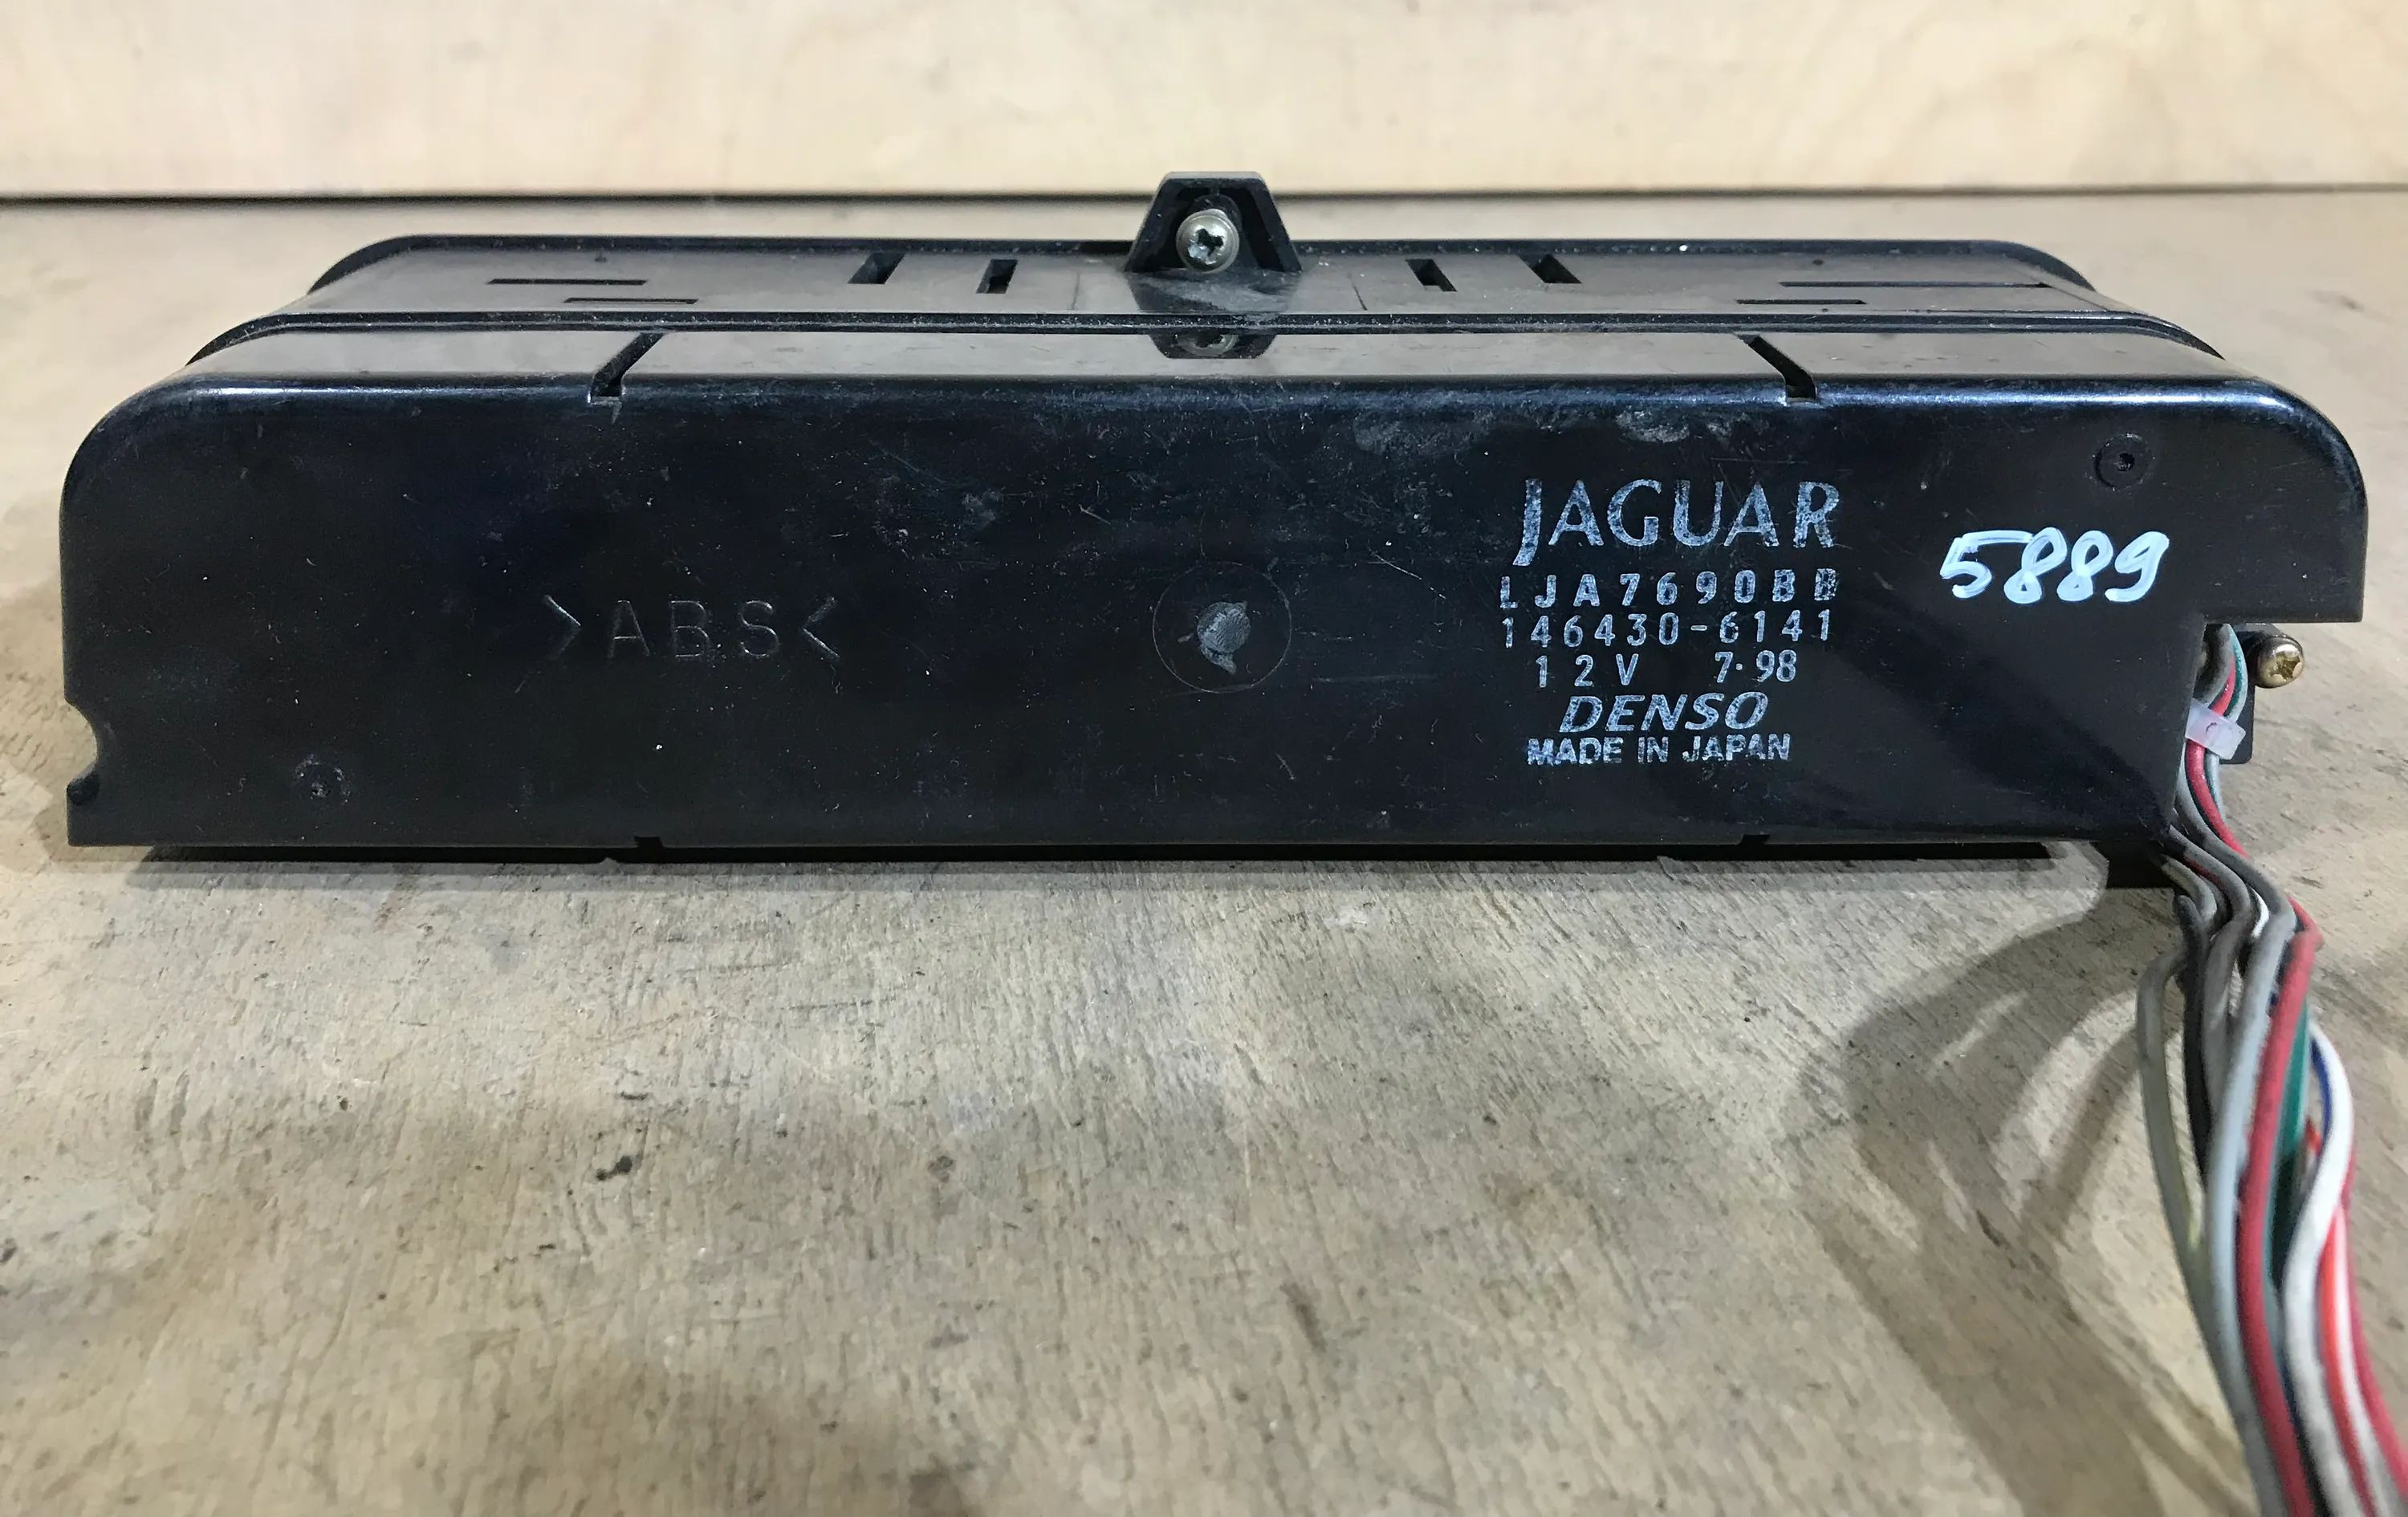 >ABS<
JAGUAR
LJA7690BB
146430-6141
12V 7·98
DENSO
MADE IN JAPAN
5889